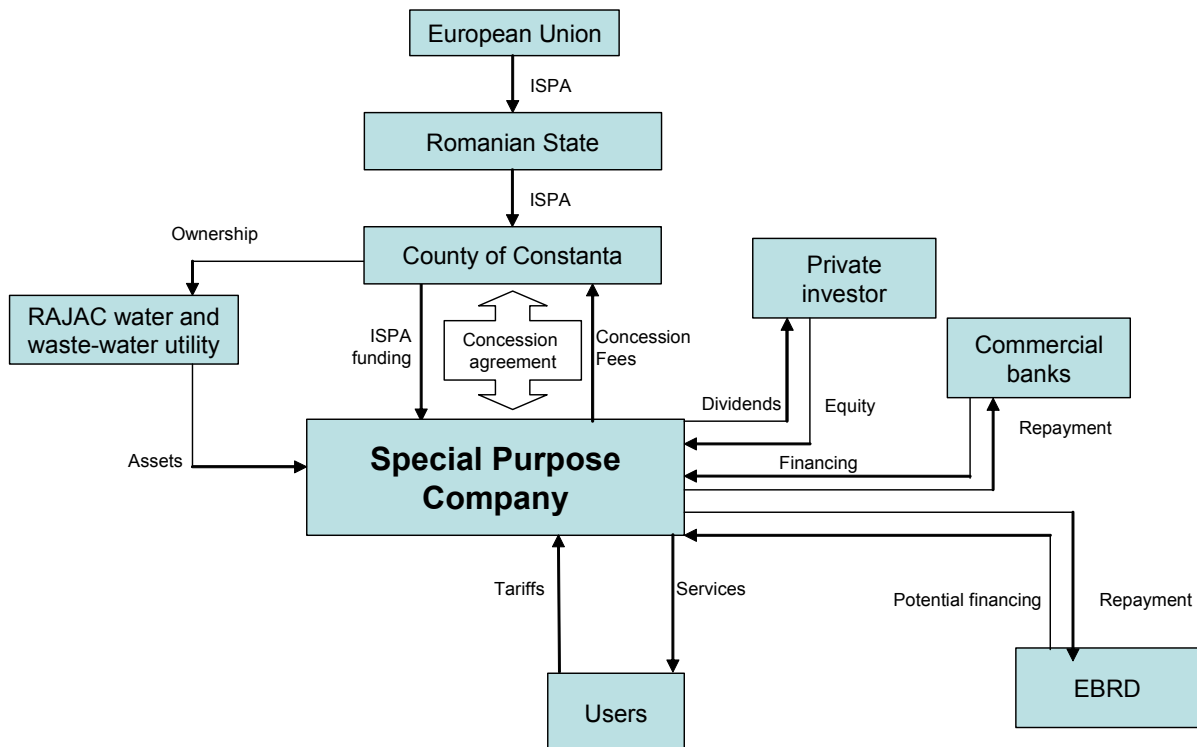 European Union
ISPA
Romanian State
ISPA
Ownership
County of Constanta
Private
investor
RAJAC water and
waste-water utility
ISPA
funding
Concession
agreement
Concession
Fees
Commercial
banks
Dividends
Equity
Repayment
Assets
Special Purpose
Company
Financing
Tariffs
Services
Potential financing
Repayment
Users
EBRD